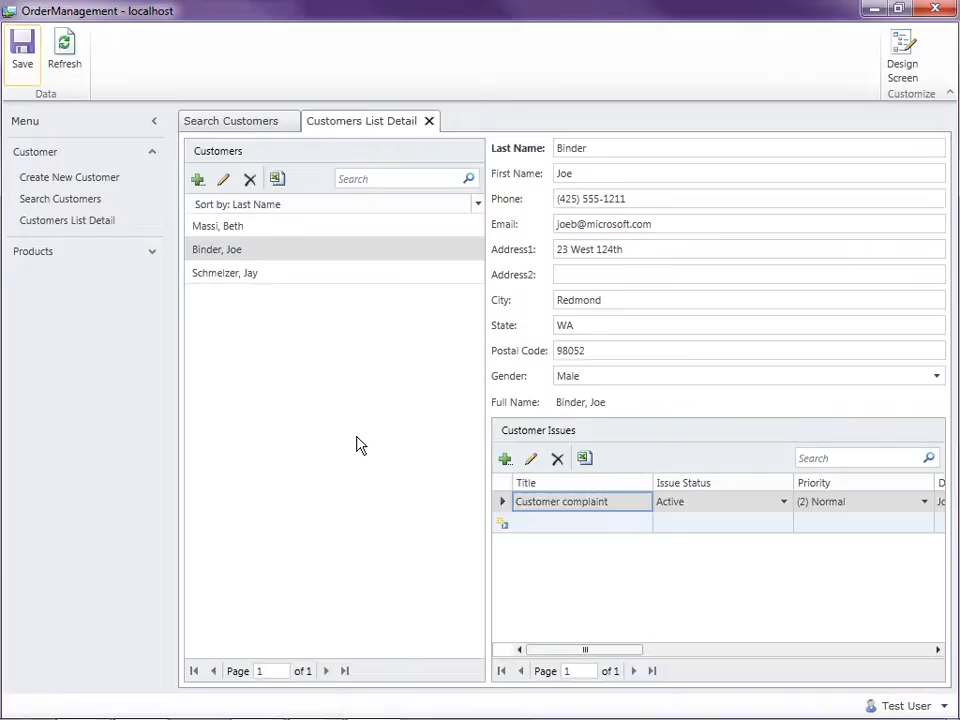 OrderManagement - localhost
Save
Refresh
Design
Screen
Data
Customize
Menu
Search Customers
Customers List Detail
Customer
Create New Customer
Search Customers
Customers List Detail
Products
Customers
Search
Sort by: Last Name
Massi, Beth
Binder, Joe
Schmelzer, Jay
Page 1 of 1
Last Name: Binder
First Name: Joe
Phone: (425) 555-1211
Email: joeb@microsoft.com
Address1: 23 West 124th
Address2:
City: Redmond
State: WA
Postal Code: 98052
Gender: Male
Full Name: Binder, Joe
Customer Issues
Search
Title Issue Status Priority D
Customer complaint Active (2) Normal Jo
Page 1 of 1
Test User